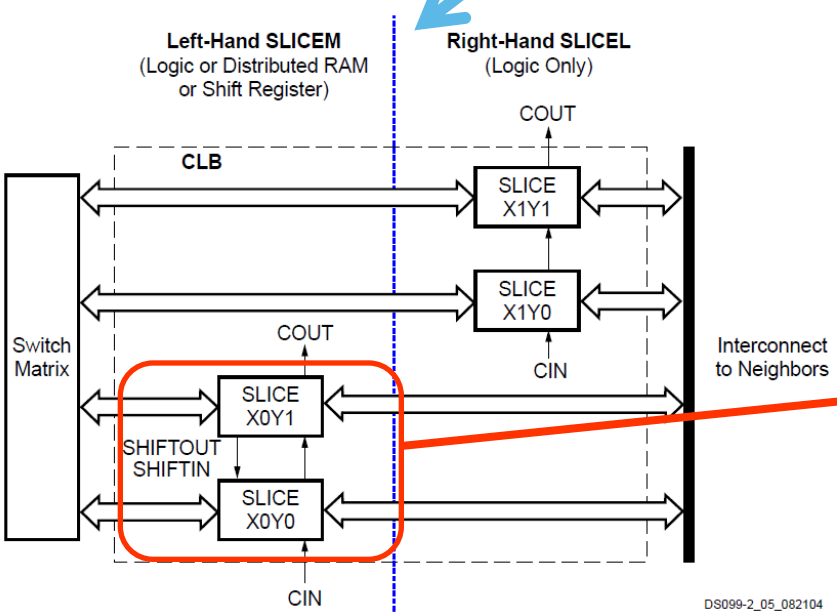 Left-Hand SLICEM
(Logic or Distributed RAM
or Shift Register)
Right-Hand SLICEL
(Logic Only)
COUT
CLB
SLICE
X1Y1
SLICE
X1Y0
CIN
Switch
Matrix
COUT
SLICE
X0Y1
SHIFTOUT
SHIFTIN
SLICE
X0Y0
CIN
Interconnect
to Neighbors
DS099-2_05_082104